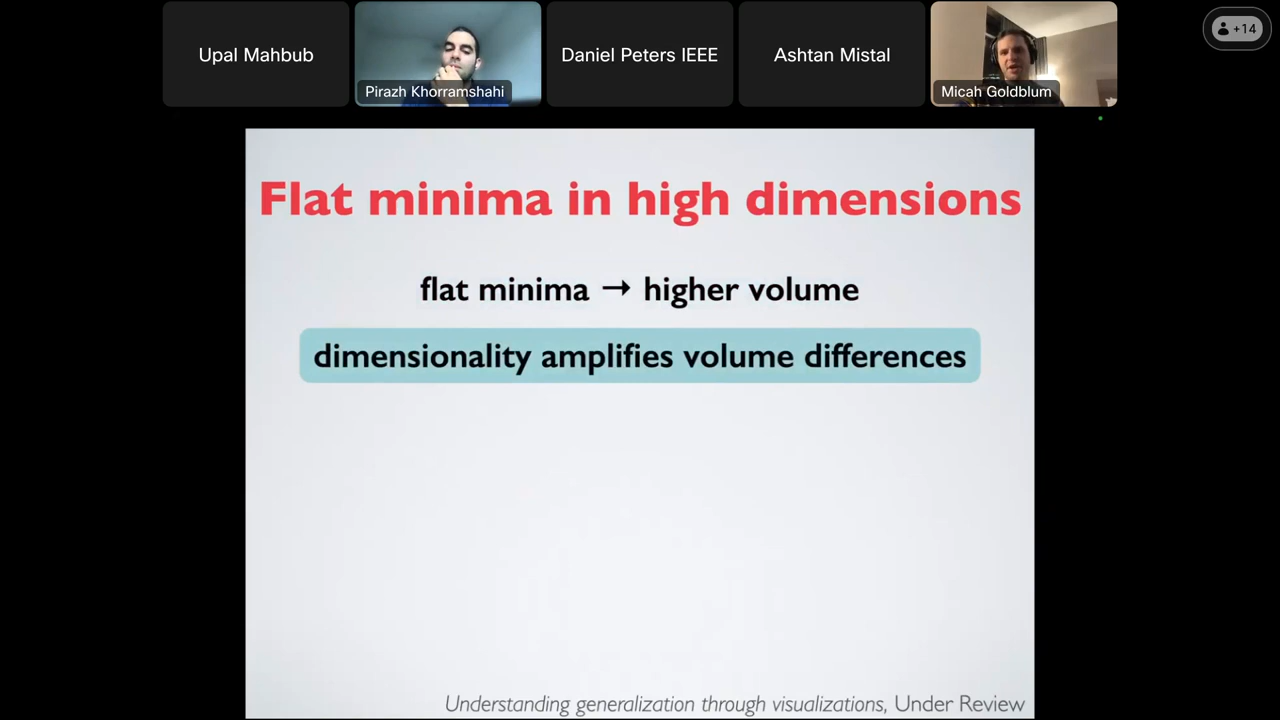 Upal Mahbub
Pirazh Khorramshahi
Daniel Peters IEEE
Ashtan Mistal
Micah Goldblum
+14
Flat minima in high dimensions
flat minima → higher volume
dimensionality amplifies volume differences
Understanding generalization through visualizations, Under Review